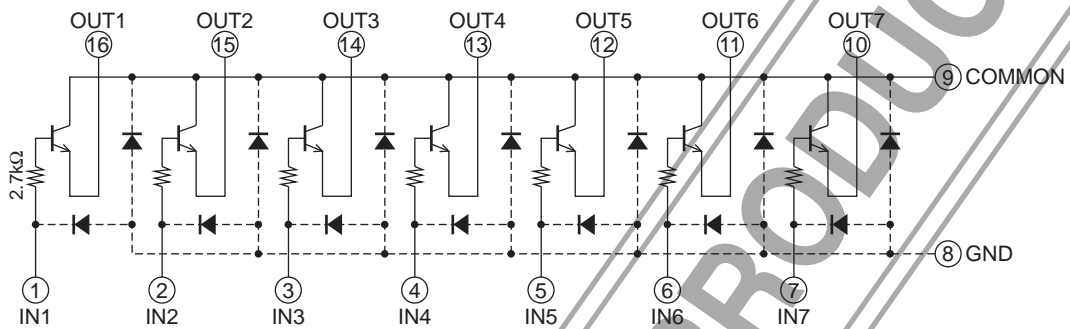 OUT1 OUT2 OUT3 OUT4 OUT5 OUT6 OUT7
16 15 14 13 12 11 10
9 COMMON
2.7kΩ
8 GND
1 2 3 4 5 6 7
IN1 IN2 IN3 IN4 IN5 IN6 IN7
PRODUC